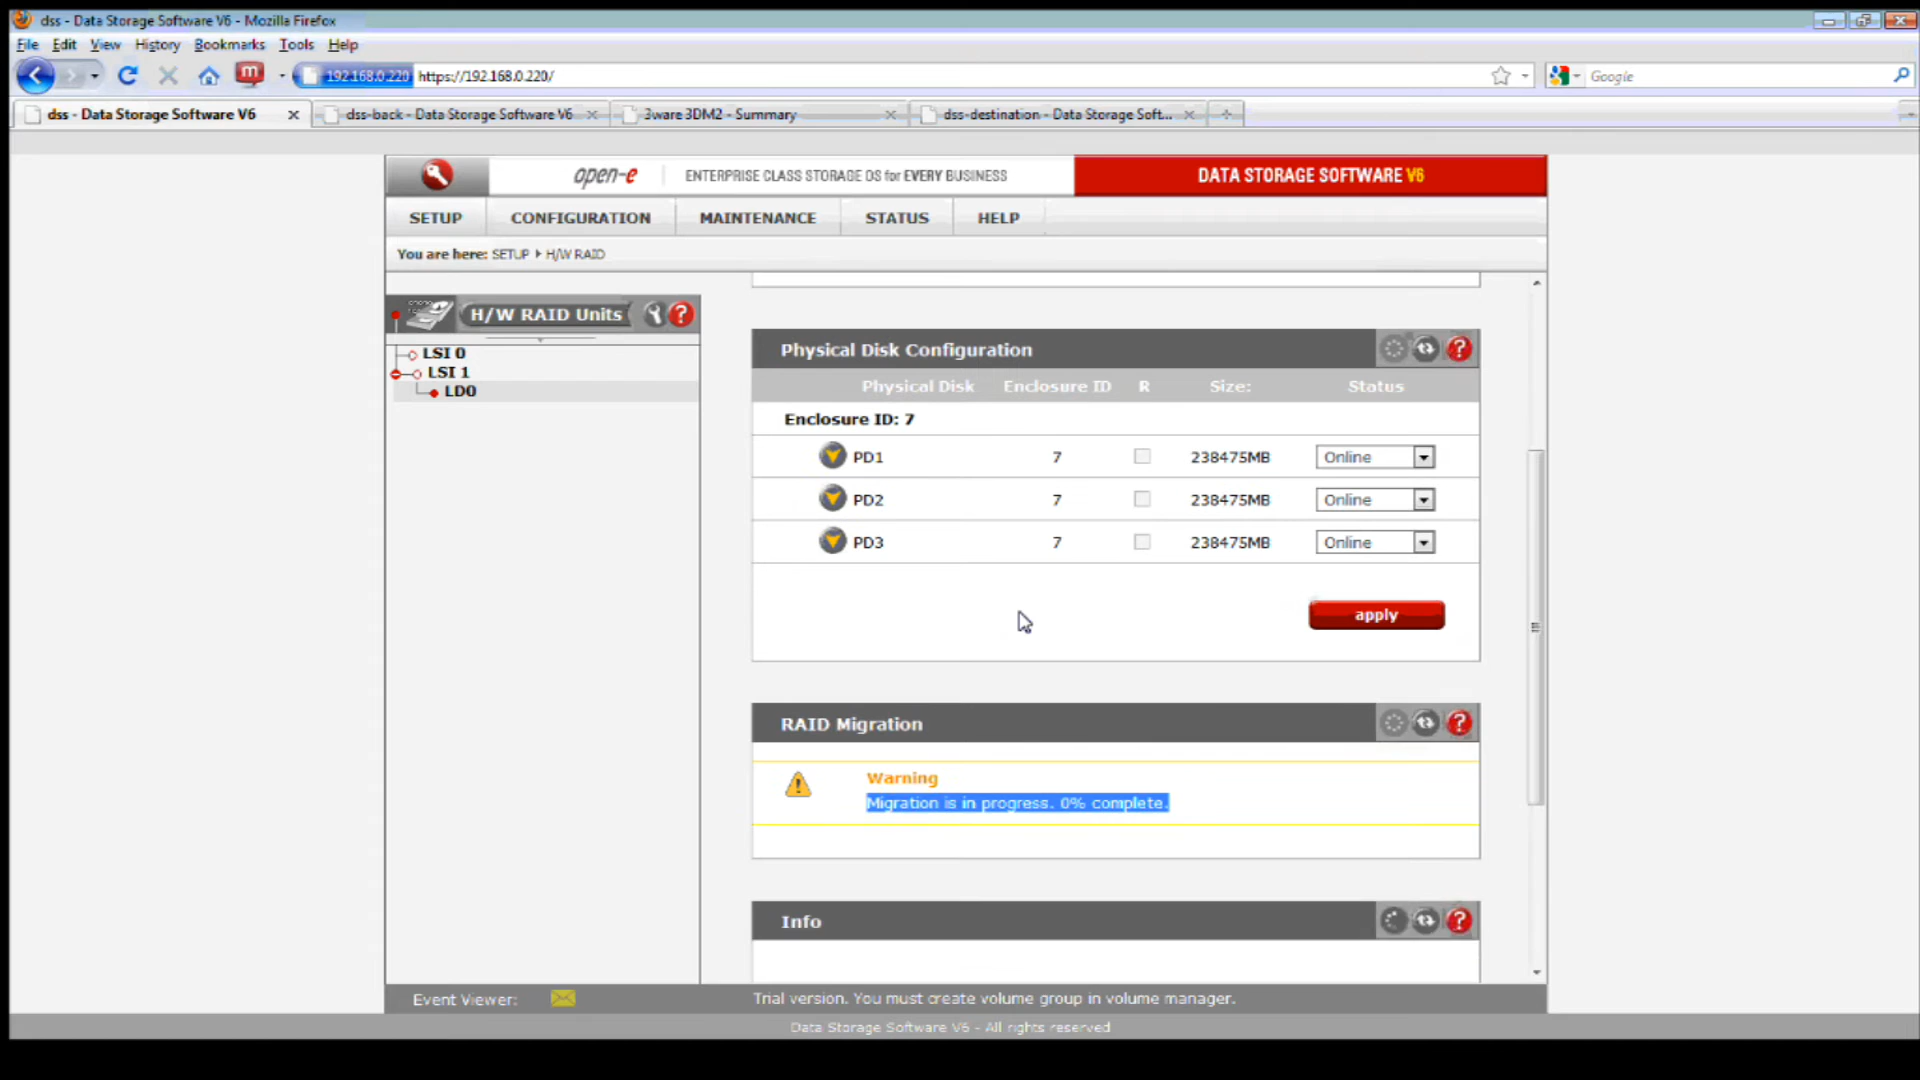 dss - Data Storage Software V6 - Mozilla Firefox
File Edit View History Bookmarks Tools Help
192.168.0.220 https://192.168.0.220/
Google
dss - Data Storage Software V6
dss-back - Data Storage Software V6
3ware 3DM2 - Summary
dss-destination - Data Storage Soft...
open-e
ENTERPRISE CLASS STORAGE OS for EVERY BUSINESS
DATA STORAGE SOFTWARE V6
SETUP CONFIGURATION MAINTENANCE STATUS HELP
You are here: SETUP H/W RAID
H/W RAID Units
LSI 0
LSI 1
LD0
Physical Disk Configuration
Physical Disk Enclosure ID R Size: Status
Enclosure ID: 7
PD1 7 238475MB Online
PD2 7 238475MB Online
PD3 7 238475MB Online
apply
RAID Migration
Warning
Migration is in progress. 0% complete.
Info
Event Viewer:
Trial version. You must create volume group in volume manager.
Data Storage Software V6 - All rights reserved